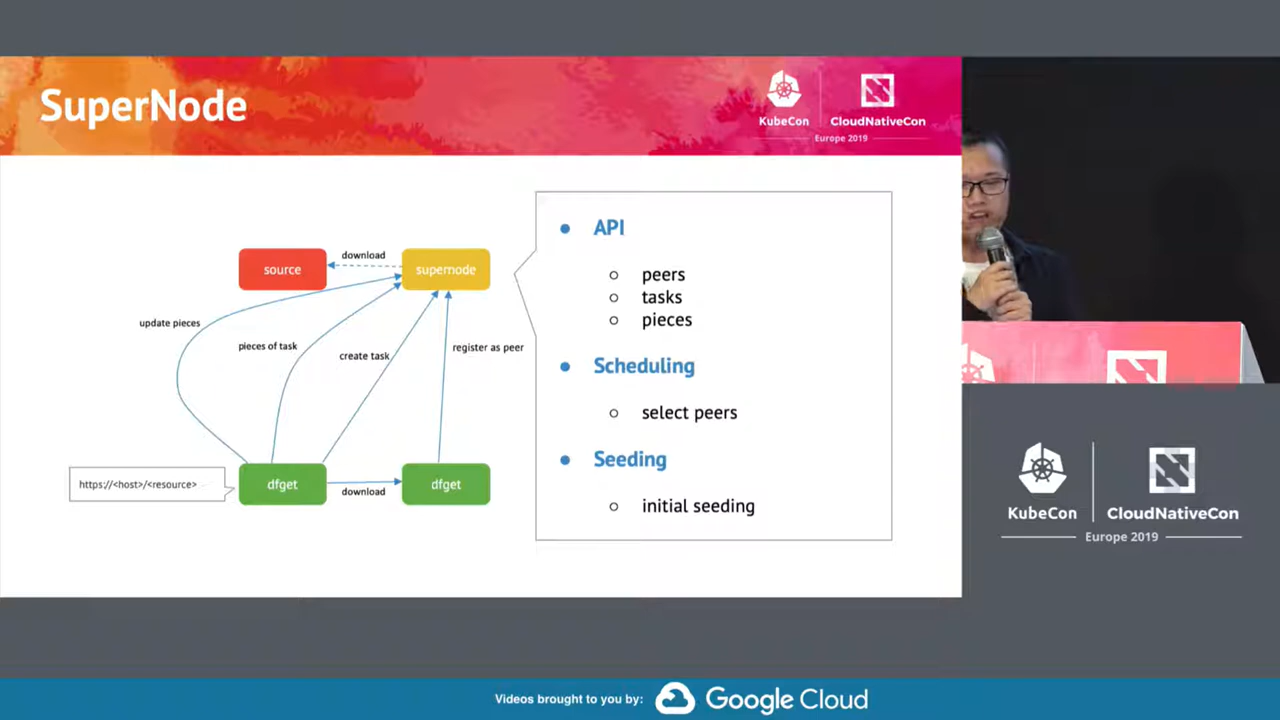 SuperNode
KubeCon
CloudNativeCon
Europe 2019
source
download
supernode
update pieces
pieces of task
create task
register as peer
https://<host>/<resource>
dfget
download
dfget
API
peers
tasks
pieces
Scheduling
select peers
Seeding
initial seeding
KubeCon
CloudNativeCon
Europe 2019
Videos brought to you by:
Google Cloud